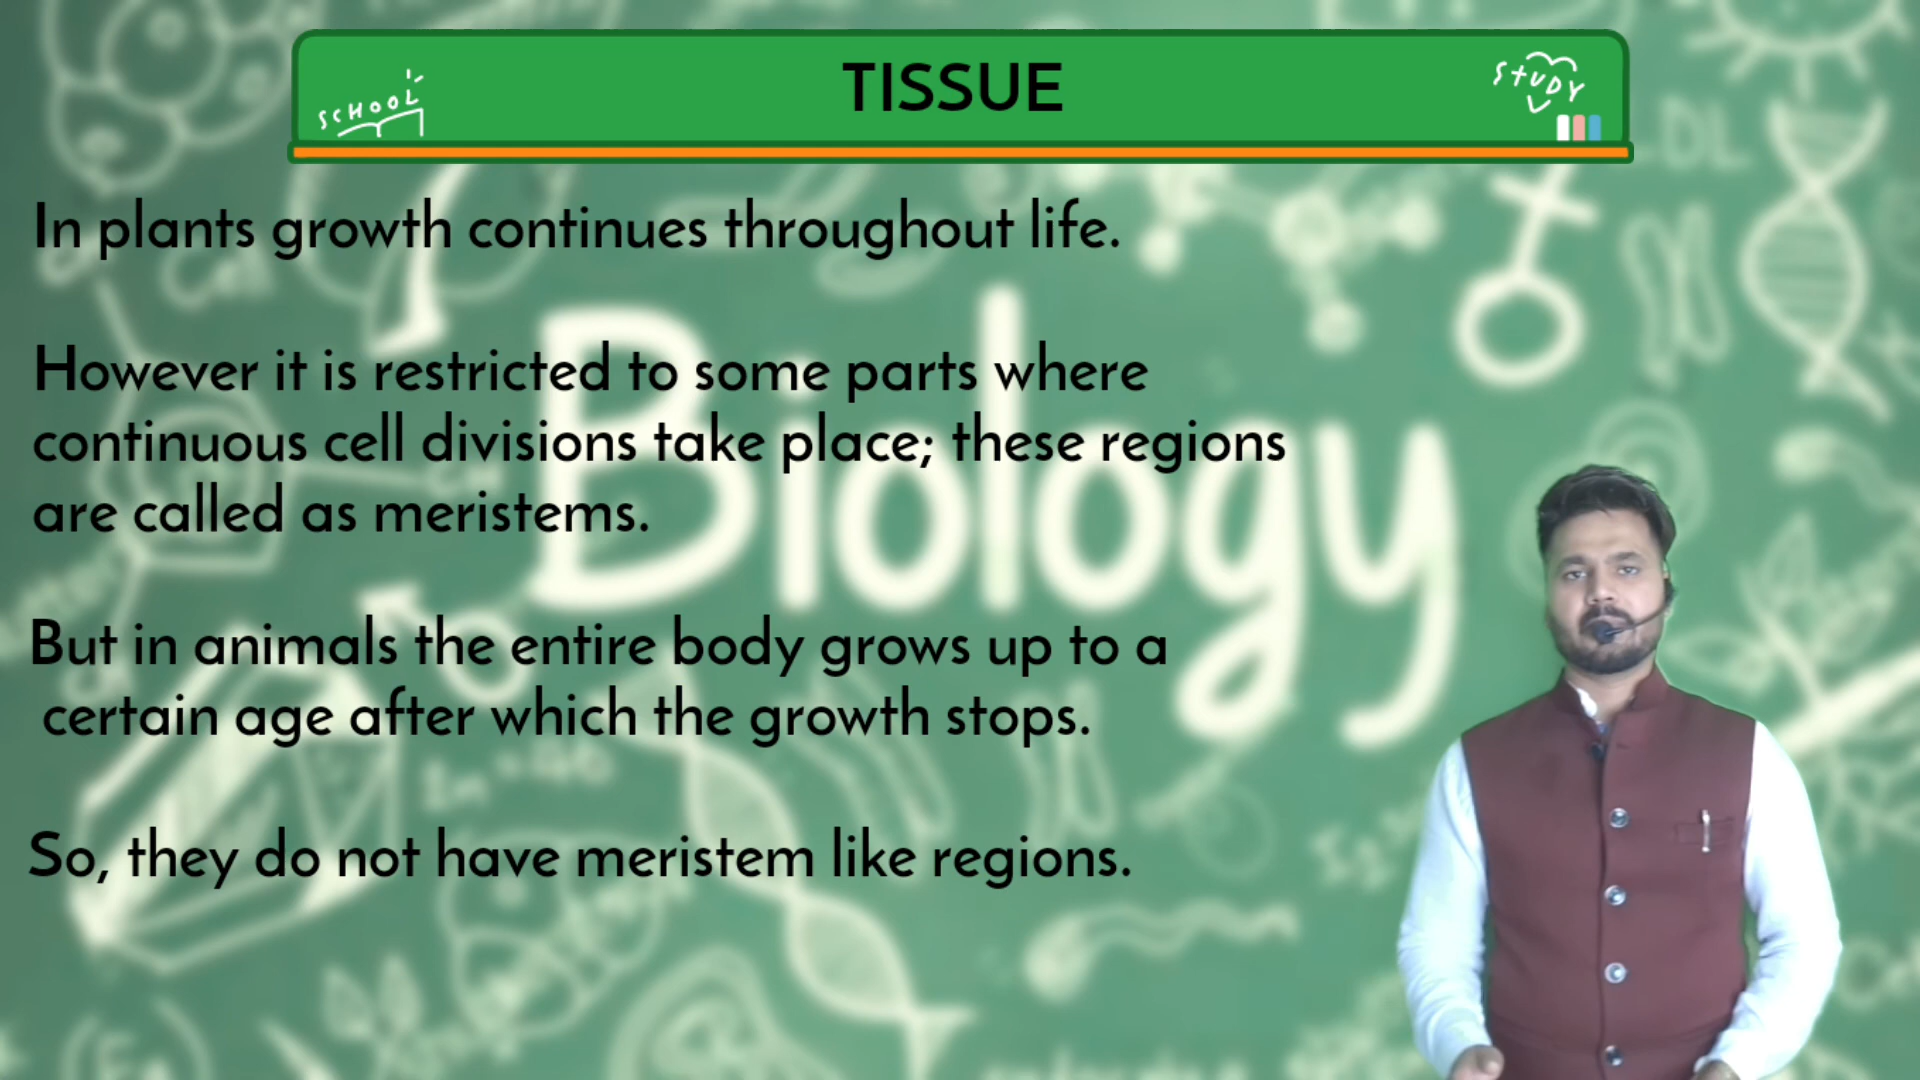 TISSUE
SCHOOL
STUDY
In plants growth continues throughout life.
However it is restricted to some parts where
continuous cell divisions take place; these regions
are called as meristems.
But in animals the entire body grows up to a
certain age after which the growth stops.
So, they do not have meristem like regions.
Biology